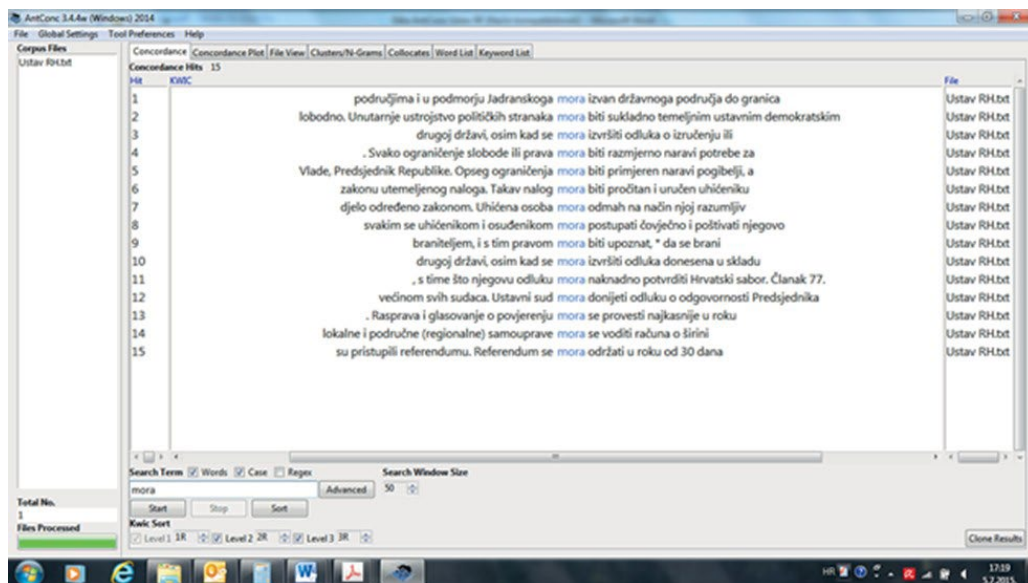 AntConc 3.4.4w (Windows) 2014
File Global Settings Tool Preferences Help
Corpus Files
Ustav RH.txt
Concordance Concordance Plot File View Clusters/N-Grams Collocates Word List Keyword List
Concordance Hits 15
Hit KWIC File
1 područjima i u podmorju Jadranskoga mora izvan državnoga područja do granica Ustav RH.txt
2 lobodno. Unutarnje ustrojstvo političkih stranaka mora biti sukladno temeljnim ustavnim demokratskim Ustav RH.txt
3 drugoj državi, osim kad se mora izvršiti odluka o izručenju ili Ustav RH.txt
4 . Svako ograničenje slobode ili prava mora biti razmjerno naravi potrebe za Ustav RH.txt
5 Vlade, Predsjednik Republike. Opseg ograničenja mora biti primjeren naravi pogibelji, a Ustav RH.txt
6 zakonu utemeljenog naloga. Takav nalog mora biti pročitan i uručen uhićeniku Ustav RH.txt
7 djelo određeno zakonom. Uhićena osoba mora odmah na način njoj razumljiv Ustav RH.txt
8 svakim se uhićenikom i osuđenikom mora postupati čovječno i poštivati njegovo Ustav RH.txt
9 braniteljem, i s tim pravom mora biti upoznat, * da se brani Ustav RH.txt
10 drugoj državi, osim kad se mora izvršiti odluka donesena u skladu Ustav RH.txt
11 , s time što njegovu odluku mora naknadno potvrditi Hrvatski sabor. Članak 77. Ustav RH.txt
12 većinom svih sudaca. Ustavni sud mora donijeti odluku o odgovornosti Predsjednika Ustav RH.txt
13 . Rasprava i glasovanje o povjerenju mora se provesti najkasnije u roku Ustav RH.txt
14 lokalne i područne (regionalne) samouprave mora se voditi računa o širini Ustav RH.txt
15 su pristupili referendumu. Referendum se mora održati u roku od 30 dana Ustav RH.txt
Search Term Words Case Regex Search Window Size
mora Advanced 50
Start Stop Sort
Kwic Sort
Level 1 1R Level 2 2R Level 3 3R
Total No.
1
Files Processed
Clone Results
HR 17:19